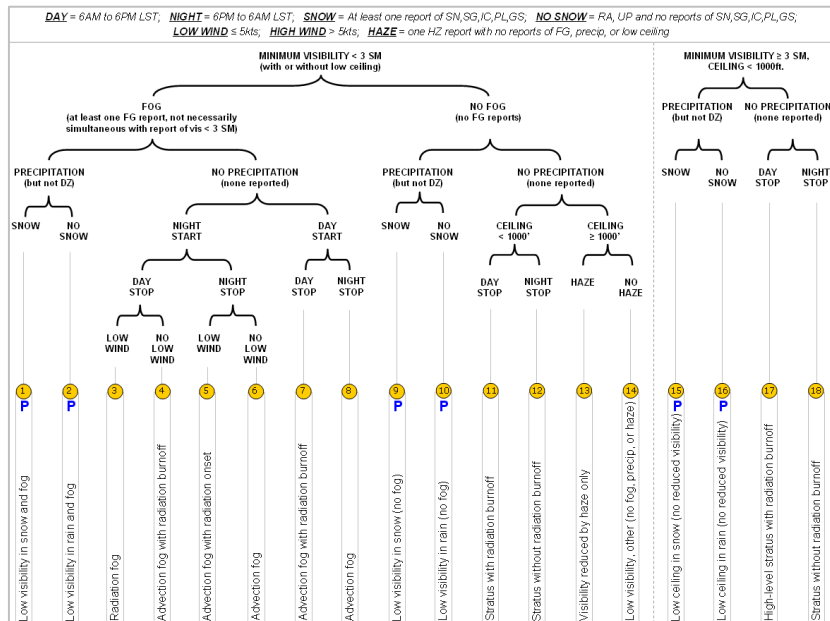 DAY = 6AM to 6PM LST; NIGHT = 6PM to 6AM LST; SNOW = At least one report of SN,SG,IC,PL,GS; NO SNOW = RA, UP and no reports of SN,SG,IC,PL,GS;
LOW WIND ≤ 5kts; HIGH WIND > 5kts; HAZE = one HZ report with no reports of FG, precip, or low ceiling
MINIMUM VISIBILITY < 3 SM
(with or without low ceiling)
MINIMUM VISIBILITY ≥ 3 SM,
CEILING < 1000ft.
FOG
(at least one FG report, not necessarily
simultaneous with report of vis < 3 SM)
NO FOG
(no FG reports)
PRECIPITATION
(but not DZ)
NO PRECIPITATION
(none reported)
PRECIPITATION
(but not DZ)
NO PRECIPITATION
(none reported)
PRECIPITATION
(but not DZ)
NO PRECIPITATION
(none reported)
SNOW
NO
SNOW
DAY
STOP
NIGHT
STOP
SNOW
NO
SNOW
NIGHT
START
DAY
START
SNOW
NO
SNOW
CEILING
< 1000'
CEILING
≥ 1000'
DAY
STOP
NIGHT
STOP
DAY
STOP
NIGHT
STOP
DAY
STOP
NIGHT
STOP
HAZE
NO
HAZE
LOW
WIND
NO
LOW
WIND
LOW
WIND
NO
LOW
WIND
1 2 3 4 5 6 7 8 9 10 11 12 13 14 15 16 17 18
P P P P P P
Low visibility in snow and fog
Low visibility in rain and fog
Radiation fog
Advection fog with radiation burnoff
Advection fog with radiation onset
Advection fog
Advection fog with radiation burnoff
Advection fog
Low visibility in snow (no fog)
Low visibility in rain (no fog)
Stratus with radiation burnoff
Stratus without radiation burnoff
Visibility reduced by haze only
Low visibility, other (no fog, precip, or haze)
Low ceiling in snow (no reduced visibility)
Low ceiling in rain (no reduced visibility)
High-level stratus with radiation burnoff
Stratus without radiation burnoff